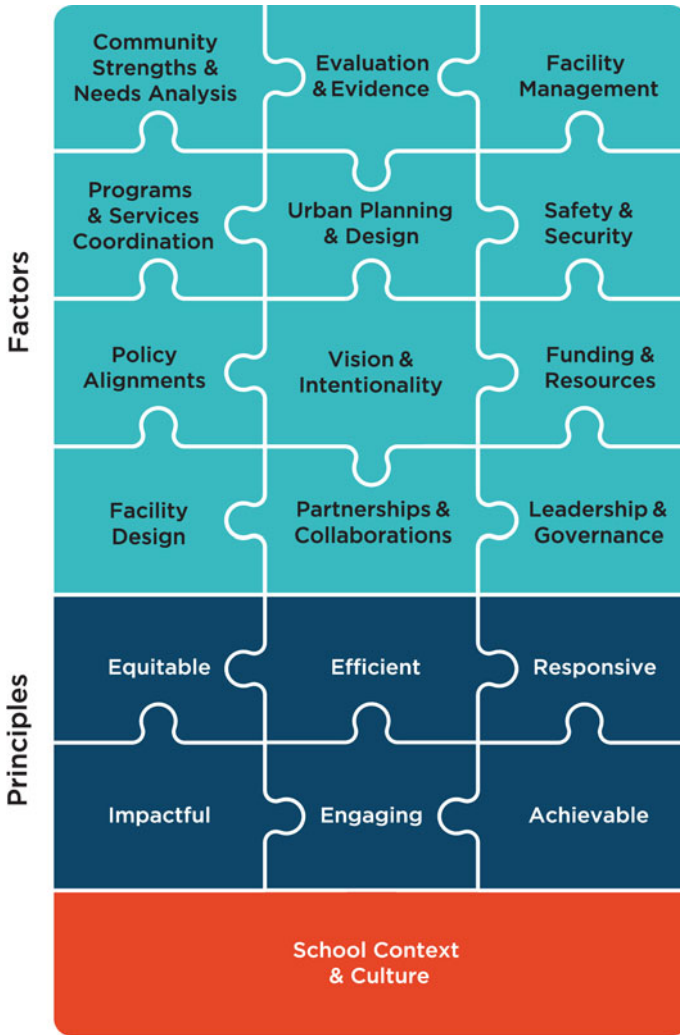 Factors
Community
Strengths &
Needs Analysis
Evaluation
& Evidence
Facility
Management
Programs
& Services
Coordination
Urban Planning
& Design
Safety &
Security
Policy
Alignments
Vision &
Intentionality
Funding &
Resources
Facility
Design
Partnerships &
Collaborations
Leadership &
Governance
Principles
Equitable
Efficient
Responsive
Impactful
Engaging
Achievable
School Context
& Culture